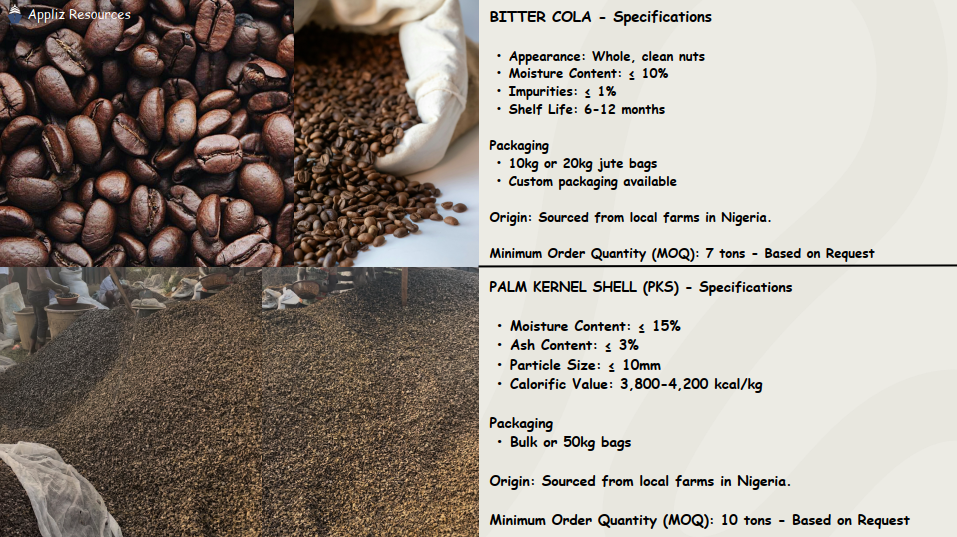 Appliz Resources
BITTER COLA - Specifications
• Appearance: Whole, clean nuts
• Moisture Content: ≤ 10%
• Impurities: ≤ 1%
• Shelf Life: 6-12 months
Packaging
• 10kg or 20kg jute bags
• Custom packaging available
Origin: Sourced from local farms in Nigeria.
Minimum Order Quantity (MOQ): 7 tons - Based on Request
PALM KERNEL SHELL (PKS) - Specifications
• Moisture Content: ≤ 15%
• Ash Content: ≤ 3%
• Particle Size: ≤ 10mm
• Calorific Value: 3,800-4,200 kcal/kg
Packaging
• Bulk or 50kg bags
Origin: Sourced from local farms in Nigeria.
Minimum Order Quantity (MOQ): 10 tons - Based on Request